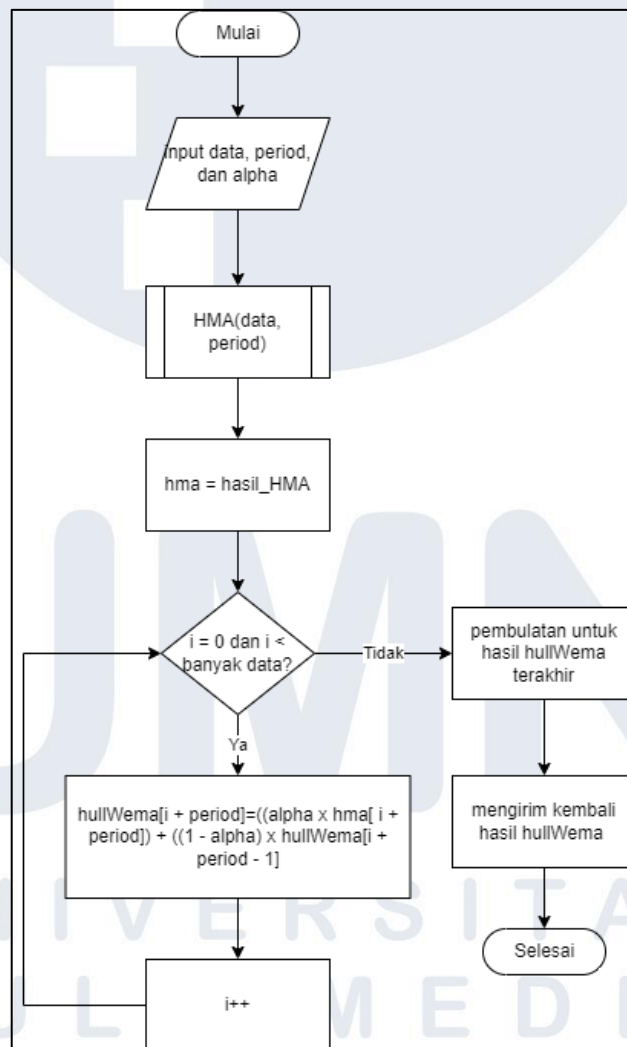 Mulai
input data, period,
dan alpha
HMA(data,
period)
hma = hasil_HMA
i = 0 dan i <
banyak data?
Tidak
pembulatan untuk
hasil hullWema
terakhir
Ya
hullWema[i + period]=((alpha x hma[ i +
period]) + ((1 - alpha) x hullWema[i +
period - 1]
mengirim kembali
hasil hullWema
Selesai
i++
UMN